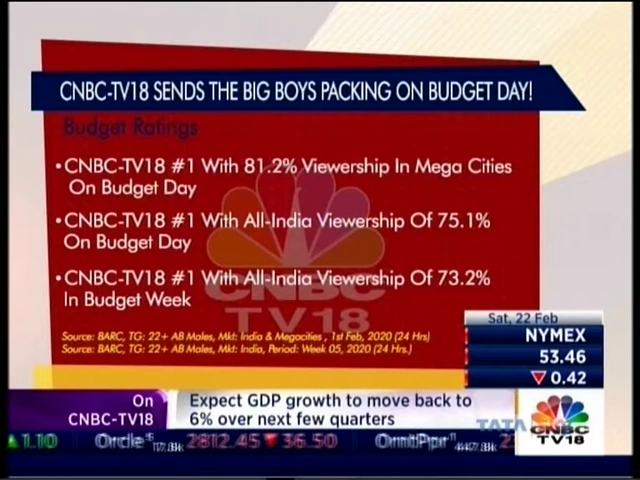 CNBC-TV18 SENDS THE BIG BOYS PACKING ON BUDGET DAY!
Budget Ratings
•CNBC-TV18 #1 With 81.2% Viewership In Mega Cities
On Budget Day
•CNBC-TV18 #1 With All-India Viewership Of 75.1%
On Budget Day
•CNBC-TV18 #1 With All-India Viewership Of 73.2%
In Budget Week
CNBC
TV18
Source: BARC, TG: 22+ AB Males, Mkt: India & Megocities , 1st Feb, 2020 (24 Hrs)
Source: BARC, TG: 22+ AB Males, Mkt: India, Period: Week 05, 2020 (24 Hrs.)
Sat, 22 Feb
NYMEX
53.46
▼0.42
On
CNBC-TV18
Expect GDP growth to move back to
6% over next few quarters
TATA
CNBC
TV18
▲1.10 2812.45 ▼36.50